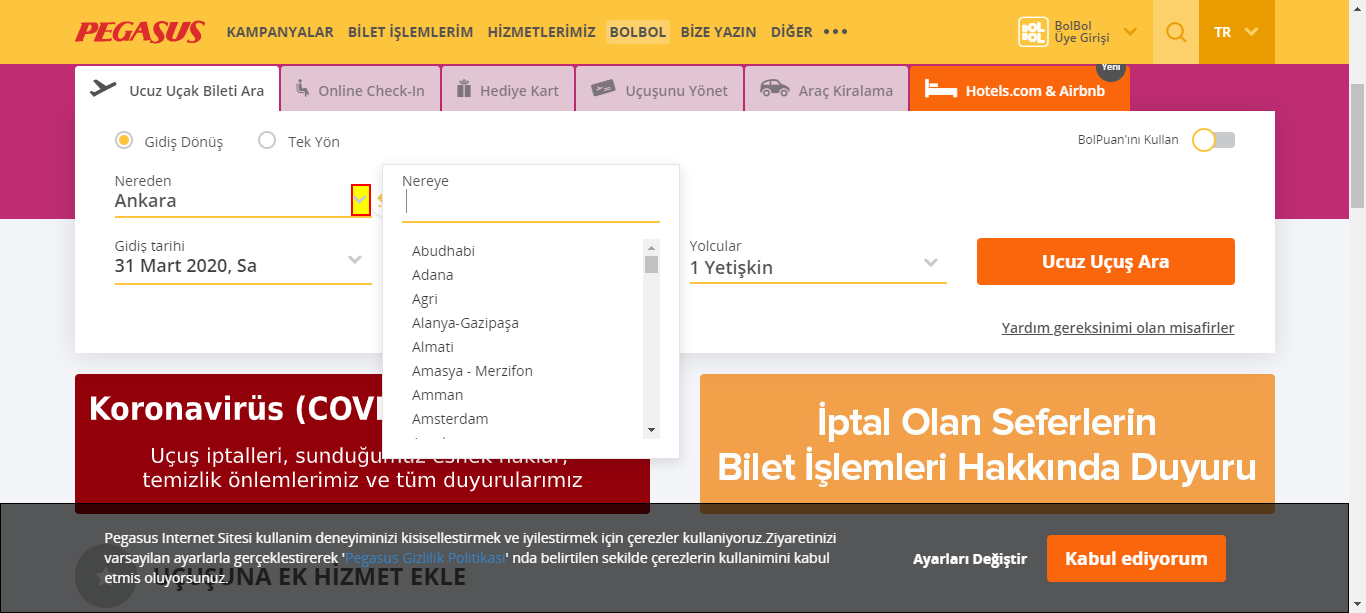 PEGASUS
KAMPANYALAR BİLET İŞLEMLERİM HİZMETLERİMİZ BOLBOL BİZE YAZIN DİĞER •••
BOL
BOL
BolBol
Üye Girişi
TR
Ucuz Uçak Bileti Ara
Online Check-In
Hediye Kart
Uçuşunu Yönet
Araç Kiralama
Hotels.com & Airbnb
Yeni
Gidiş Dönüş
Tek Yön
BolPuan'ını Kullan
Nereden
Ankara
Nereye
Abudhabi
Adana
Agri
Alanya-Gazipaşa
Almati
Amasya - Merzifon
Amman
Amsterdam
Gidiş tarihi
31 Mart 2020, Sa
Yolcular
1 Yetişkin
Ucuz Uçuş Ara
Yardım gereksinimi olan misafirler
Koronavirüs (COVI
Uçuş iptalleri, sunduğumuz esnek haklar,
temizlik önlemlerimiz ve tüm duyurularımız
İptal Olan Seferlerin
Bilet İşlemleri Hakkında Duyuru
Pegasus Internet Sitesi kullanim deneyiminizi kisisellestirmek ve iyilestirmek için çerezler kullaniyoruz.Ziyaretinizi
varsayilan ayarlarla gerçeklestirerek 'Pegasus Gizlilik Politikasi' nda belirtilen sekilde çerezlerin kullanimini kabul
etmis oluyorsunuz.
Ayarları Değiştir
Kabul ediyorum
UÇUŞUNA EK HİZMET EKLE